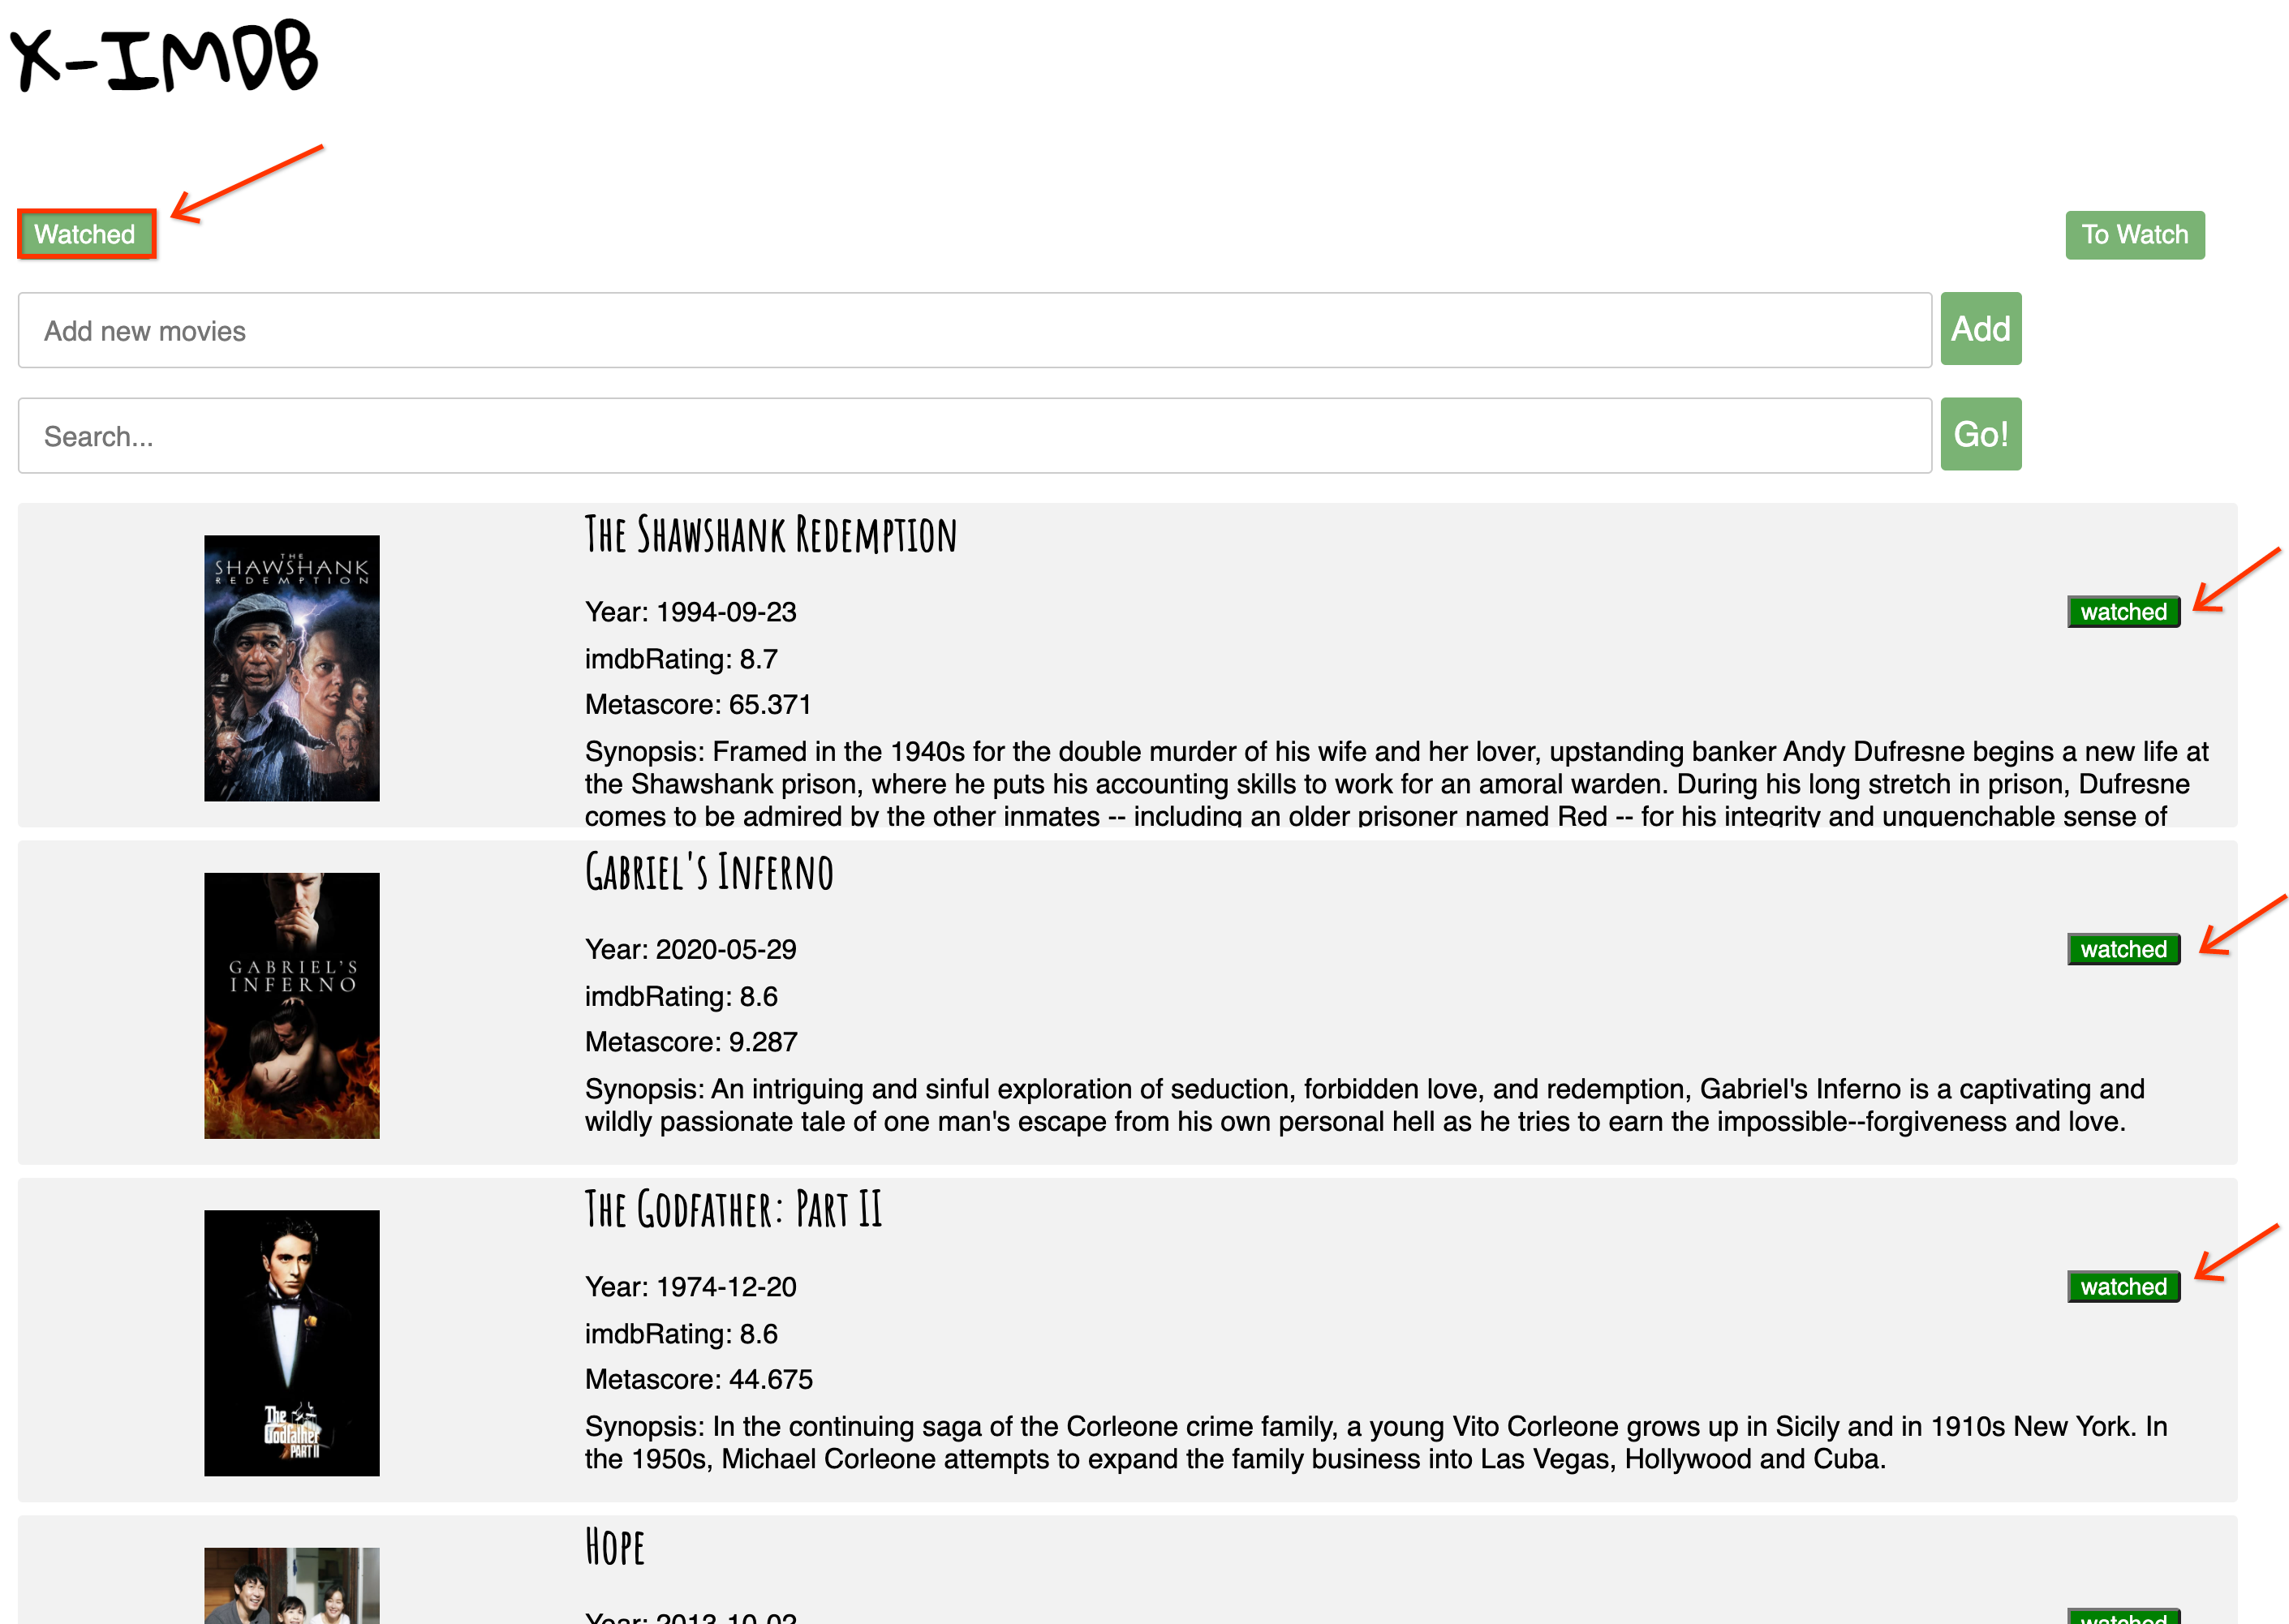 X-IMDB
Watched
To Watch
Add new movies
Add
Search...
Go!
The Shawshank Redemption
THE
SHAWSHANK
REDEMPTION
Year: 1994-09-23
watched
imdbRating: 8.7
Metascore: 65.371
Synopsis: Framed in the 1940s for the double murder of his wife and her lover, upstanding banker Andy Dufresne begins a new life at
the Shawshank prison, where he puts his accounting skills to work for an amoral warden. During his long stretch in prison, Dufresne
comes to be admired by the other inmates -- including an older prisoner named Red -- for his integrity and unquenchable sense of
Gabriel's Inferno
GABRIEL'S
INFERNO
Year: 2020-05-29
watched
imdbRating: 8.6
Metascore: 9.287
Synopsis: An intriguing and sinful exploration of seduction, forbidden love, and redemption, Gabriel's Inferno is a captivating and
wildly passionate tale of one man's escape from his own personal hell as he tries to earn the impossible--forgiveness and love.
The Godfather: Part II
Year: 1974-12-20
watched
imdbRating: 8.6
Metascore: 44.675
The
Godfather
PART II
Synopsis: In the continuing saga of the Corleone crime family, a young Vito Corleone grows up in Sicily and in 1910s New York. In
the 1950s, Michael Corleone attempts to expand the family business into Las Vegas, Hollywood and Cuba.
Hope
Year: 2013-10-02
watched